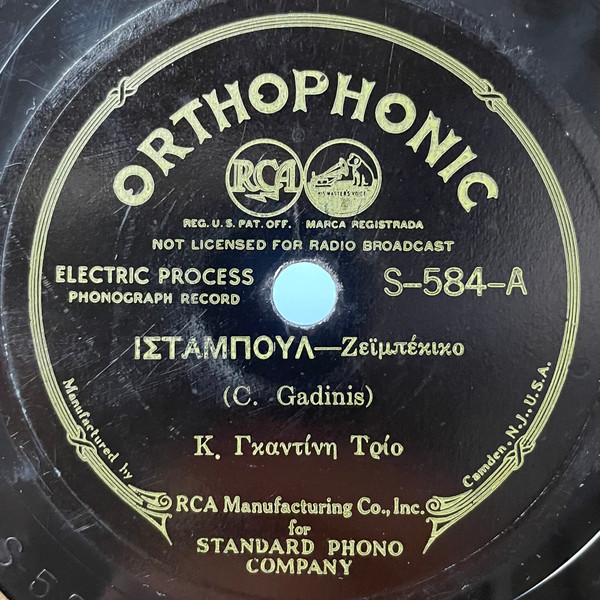 ORTHOPHONIC
RCA
HIS MASTER'S VOICE
REG. U.S. PAT. OFF. MARCA REGISTRADA
NOT LICENSED FOR RADIO BROADCAST
ELECTRIC PROCESS
PHONOGRAPH RECORD
S-584-A
ΙΣΤΑΜΠΟΥΛ—Ζεϊμπέκικο
(C. Gadinis)
Κ. Γκαντίνη Τρίο
Manufactured by
RCA Manufacturing Co., Inc.
Camden, N.J., U.S.A.
for
STANDARD PHONO
COMPANY